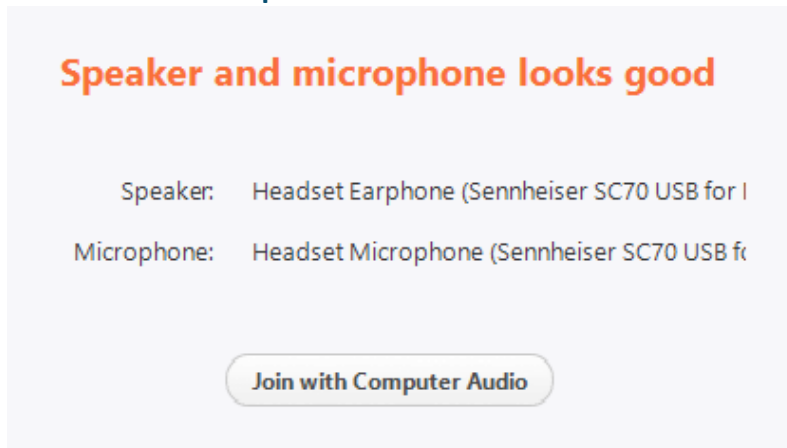 Speaker and microphone looks good
Speaker: Headset Earphone (Sennheiser SC70 USB for
Microphone: Headset Microphone (Sennheiser SC70 USB
Join with Computer Audio